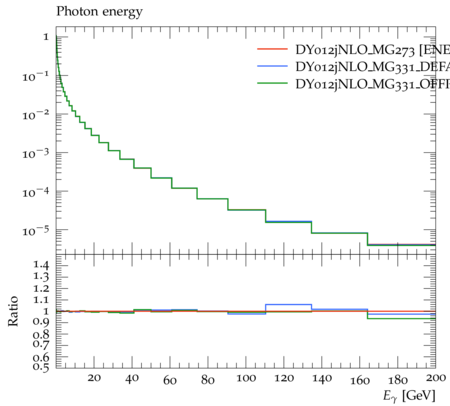 Photon energy
1
10⁻¹
10⁻²
10⁻³
10⁻⁴
10⁻⁵
DY012jNLO_MG273 [ENE
DY012jNLO_MG331_DEFA
DY012jNLO_MG331_OFFI
1.4
1.3
1.2
1.1
1
0.9
0.8
0.7
0.6
0.5
Ratio
20 40 60 80 100 120 140 160 180 200
Eγ [GeV]